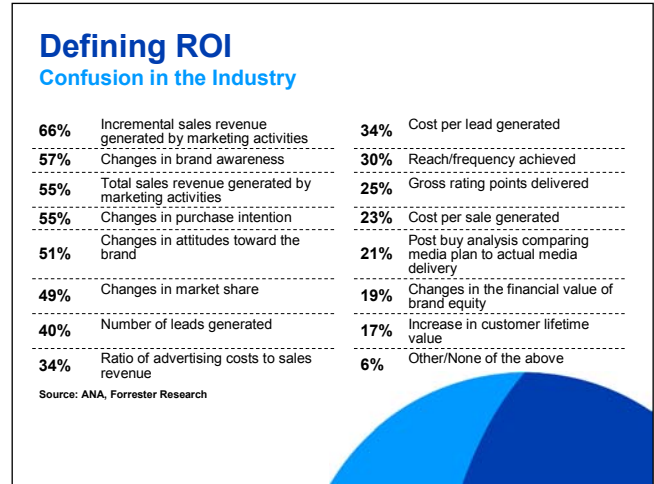 Defining ROI
Confusion in the Industry
66% Incremental sales revenue
generated by marketing activities
57% Changes in brand awareness
55% Total sales revenue generated by
marketing activities
55% Changes in purchase intention
51% Changes in attitudes toward the
brand
49% Changes in market share
40% Number of leads generated
34% Ratio of advertising costs to sales
revenue
34% Cost per lead generated
30% Reach/frequency achieved
25% Gross rating points delivered
23% Cost per sale generated
21% Post buy analysis comparing
media plan to actual media
delivery
19% Changes in the financial value of
brand equity
17% Increase in customer lifetime
value
6% Other/None of the above
Source: ANA, Forrester Research